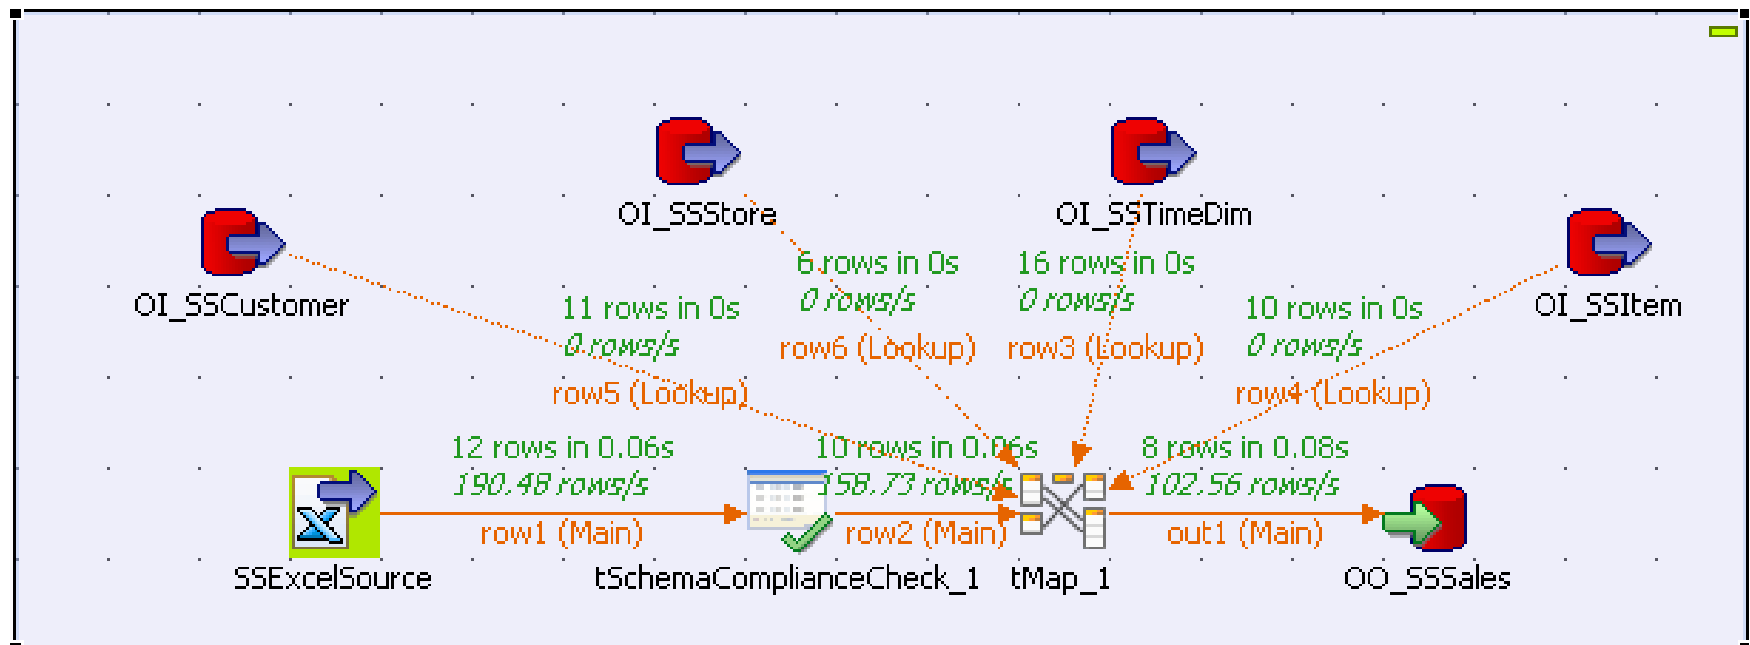 OI_SSStore
OI_SSTimeDim
OI_SSCustomer
OI_SSItem
6 rows in 0s
0 rows/s
row6 (Lookup)
16 rows in 0s
0 rows/s
row3 (Lookup)
11 rows in 0s
0 rows/s
row5 (Lookup)
10 rows in 0s
0 rows/s
row4 (Lookup)
12 rows in 0.06s
190.48 rows/s
row1 (Main)
10 rows in 0.06s
158.73 rows/s
row2 (Main)
8 rows in 0.08s
102.56 rows/s
out1 (Main)
SSExcelSource
tSchemaComplianceCheck_1
tMap_1
OO_SSSales